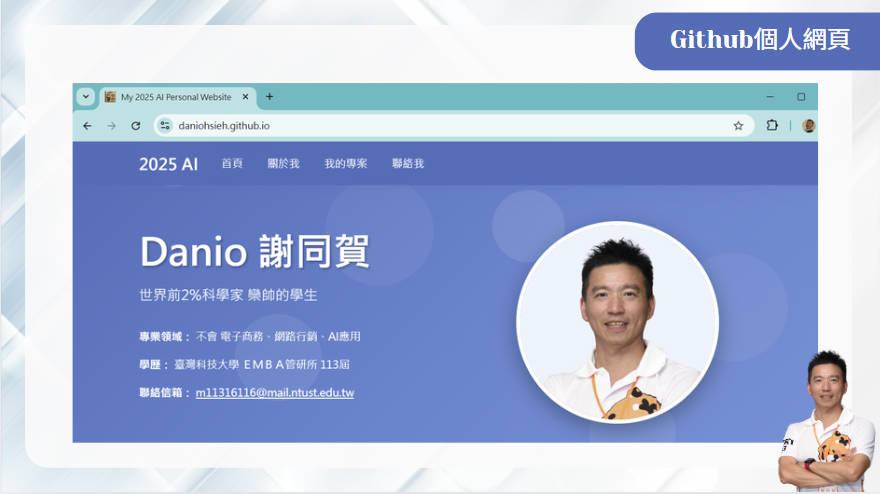 Github個人網頁
My 2025 AI Personal Website
daniohsieh.github.io
2025 AI 首頁 關於我 我的專案 聯絡我
Danio 謝同賀
世界前2%科學家 欒帥的學生
專業領域： 不會 電子商務、網路行銷、AI應用
學歷： 臺灣科技大學 ＥＭＢＡ管研所 113屆
聯絡信箱： m11316116@mail.ntust.edu.tw